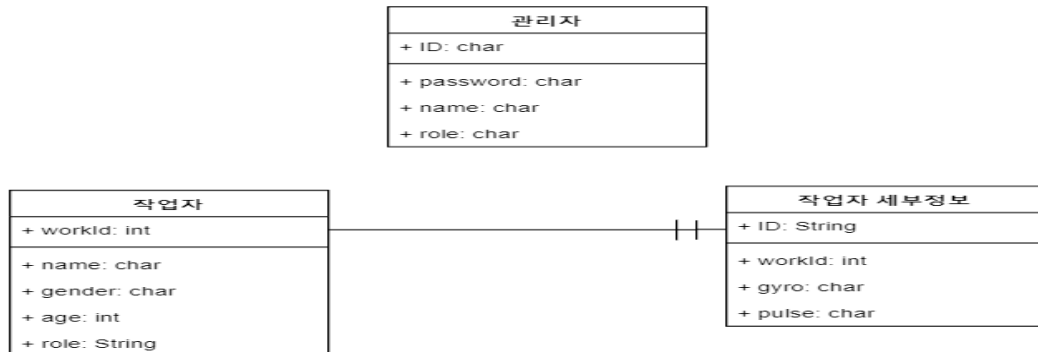 관리자
+ ID: char
+ password: char
+ name: char
+ role: char
작업자
+ workId: int
+ name: char
+ gender: char
+ age: int
+ role: String
작업자 세부정보
+ ID: String
+ workId: int
+ gyro: char
+ pulse: char